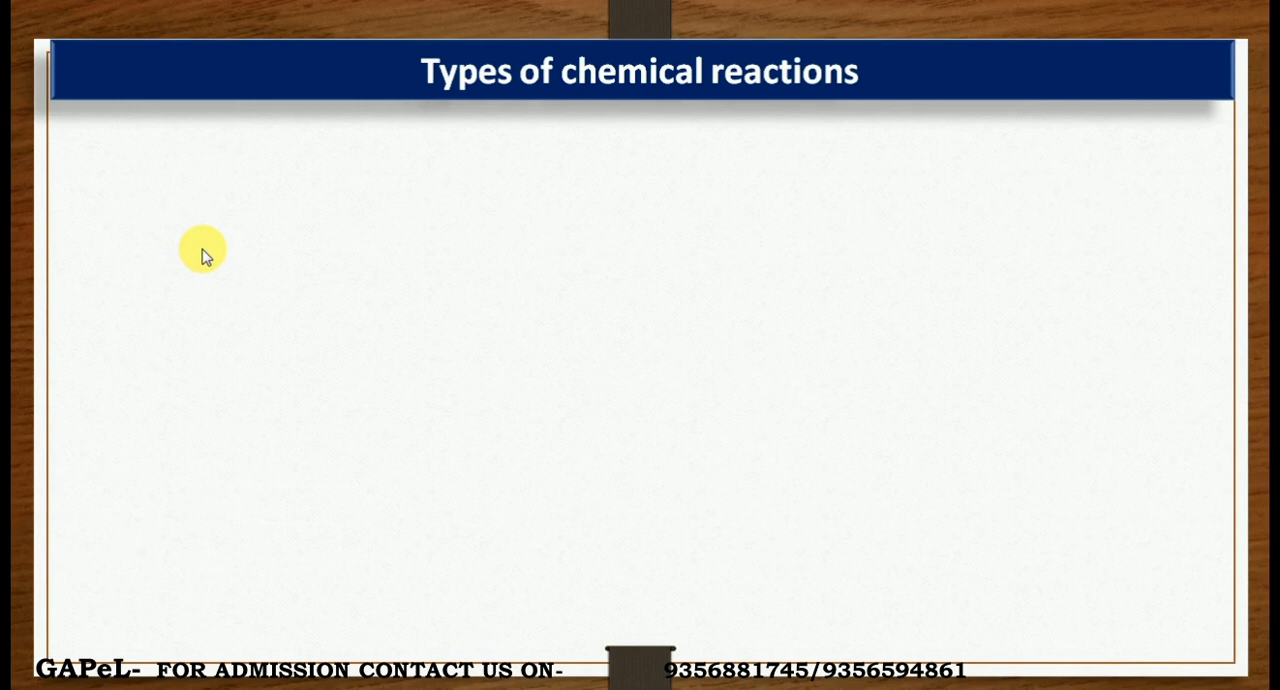 Types of chemical reactions
GAPeL- FOR ADMISSION CONTACT US ON- 9356881745/9356594861